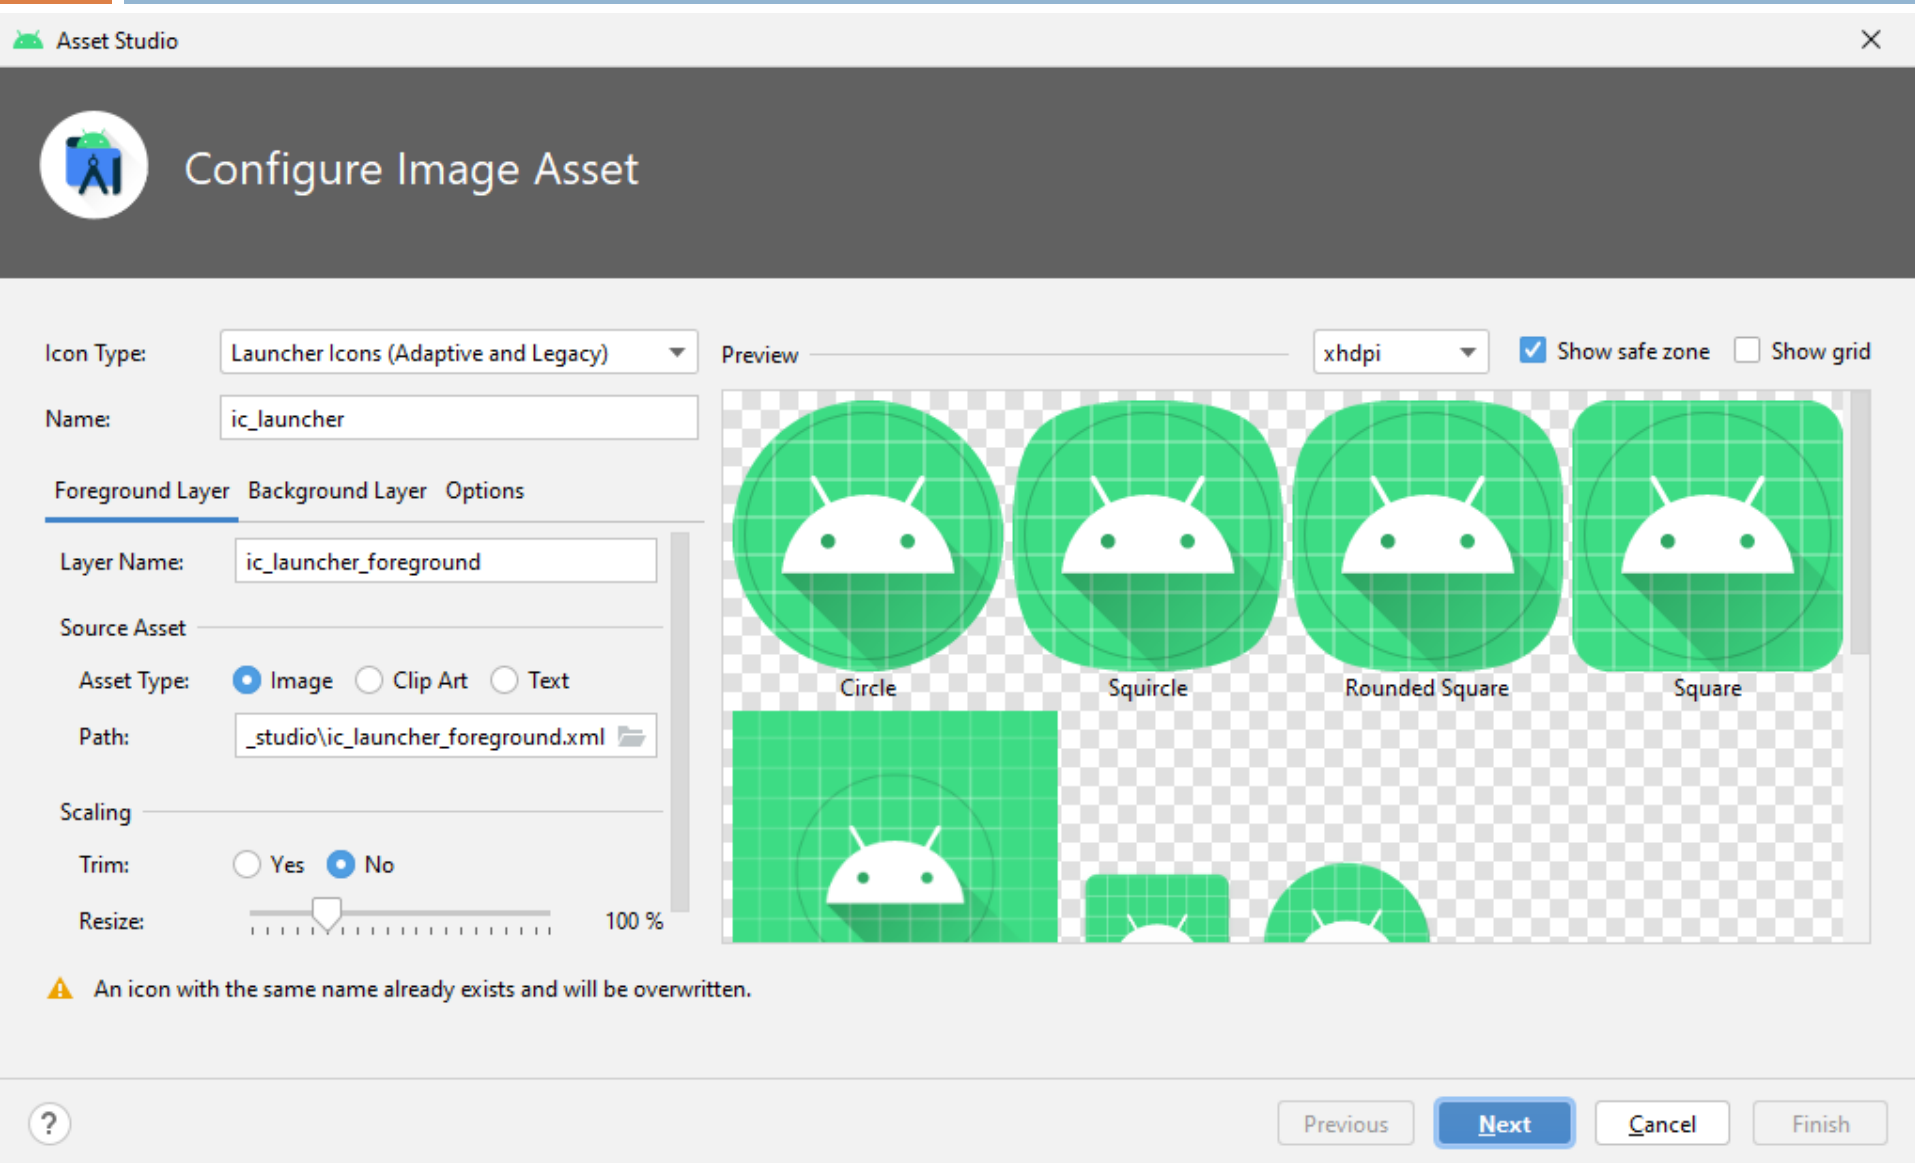 Asset Studio
Configure Image Asset
Icon Type: Launcher Icons (Adaptive and Legacy)
Name: ic_launcher
Foreground Layer Background Layer Options
Layer Name: ic_launcher_foreground
Source Asset
Asset Type: Image Clip Art Text
Path: _studio\ic_launcher_foreground.xml
Scaling
Trim: Yes No
Resize: 100 %
Preview xhdpi Show safe zone Show grid
Circle Squircle Rounded Square Square
An icon with the same name already exists and will be overwritten.
? Previous Next Cancel Finish